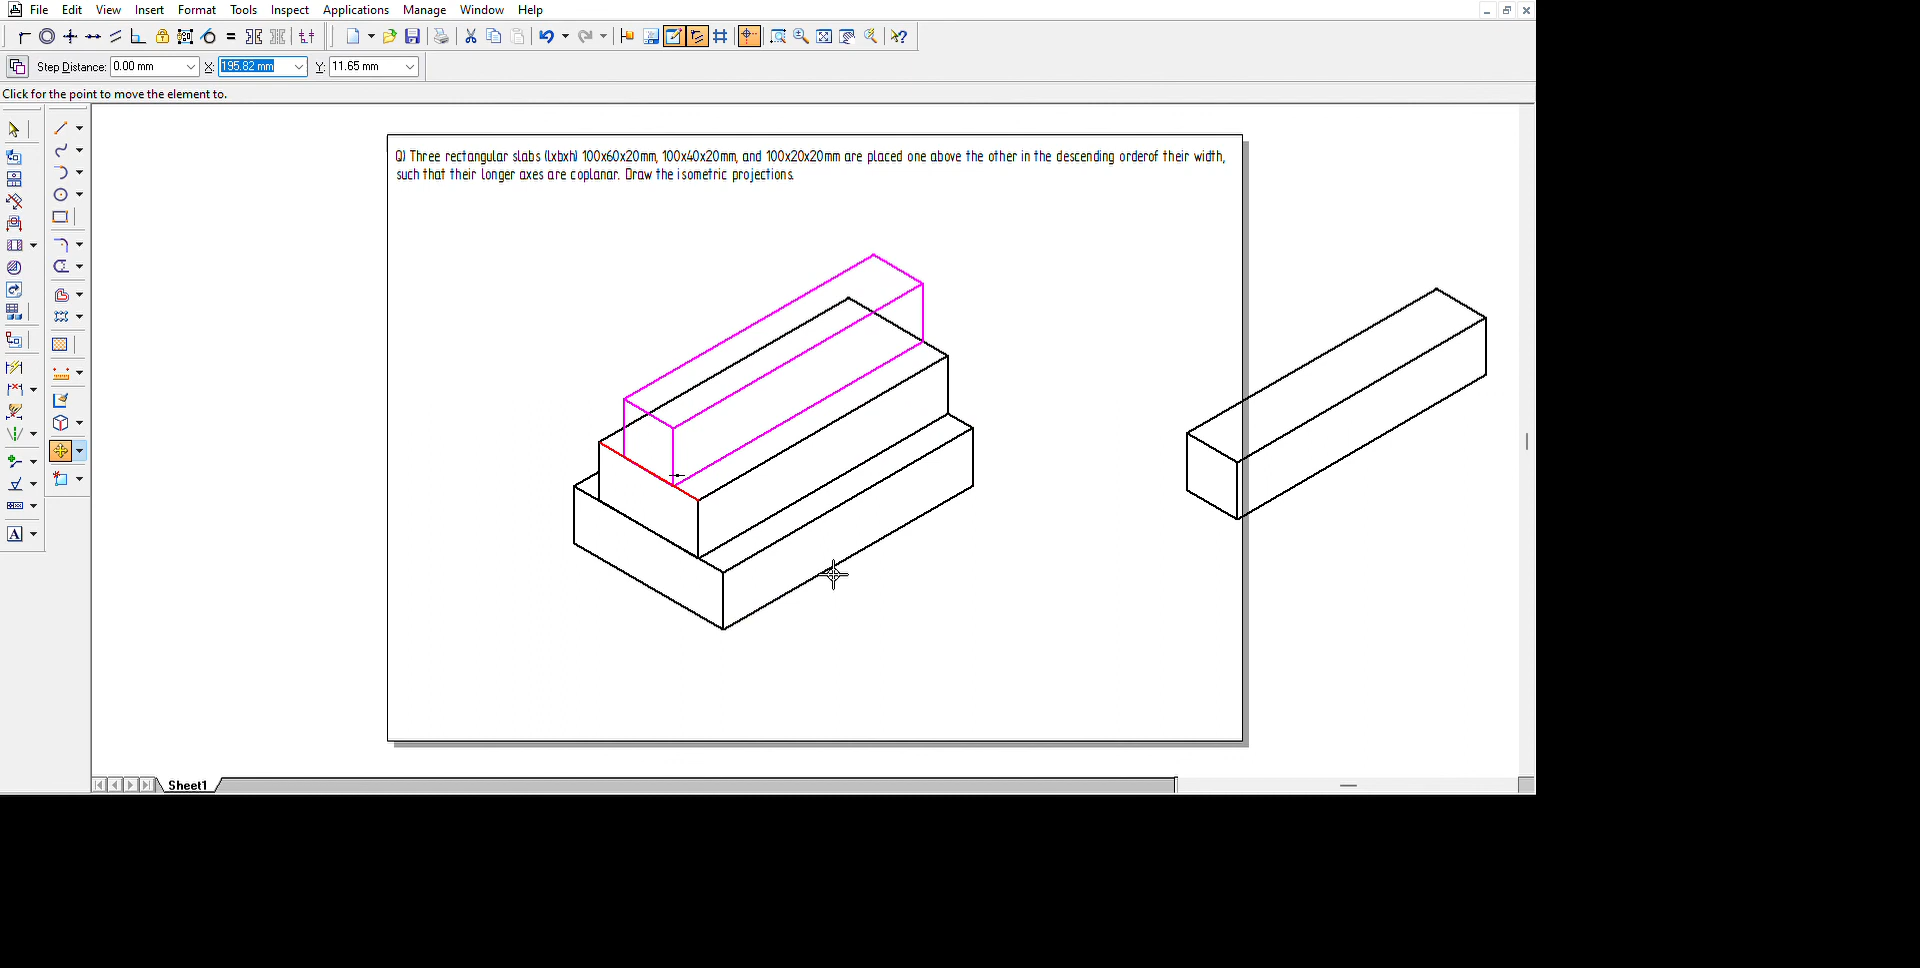 File Edit View Insert Format Tools Inspect Applications Manage Window Help
Step Distance: 0.00 mm X: 195.82 mm Y: 11.65 mm
Click for the point to move the element to.
Q) Three rectangular slabs (lxbxh) 100x60x20mm, 100x40x20mm, and 100x20x20mm are placed one above the other in the descending orderof their width,
such that their longer axes are coplanar. Draw the isometric projections.
A
Sheet1